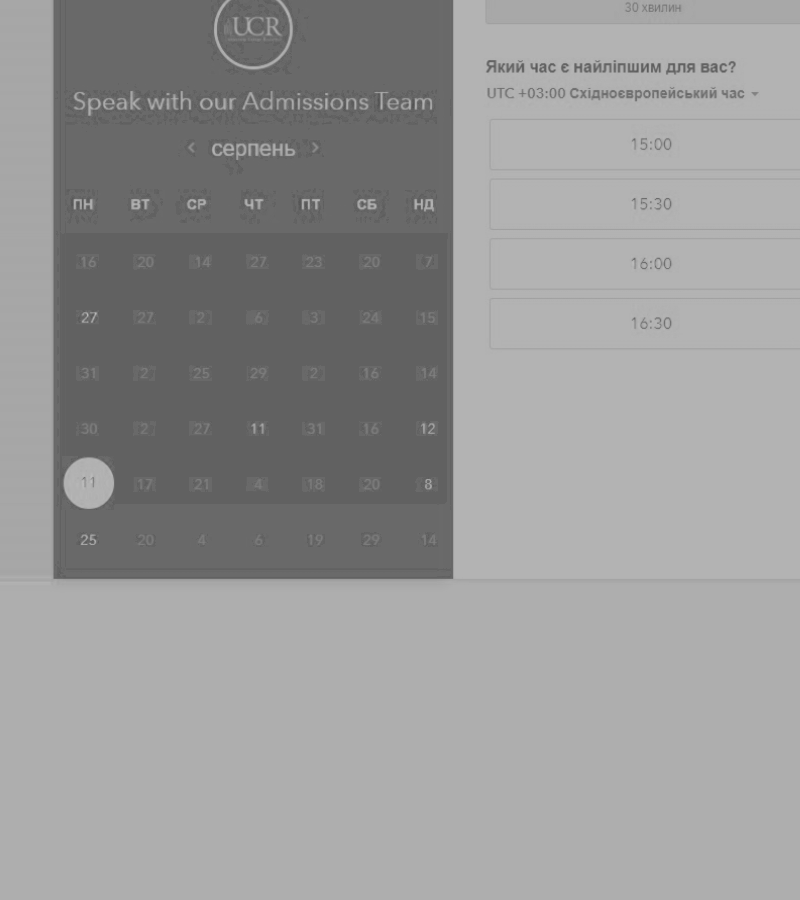 UCR
Speak with our Admissions Team
серпень
ПН ВТ СР ЧТ ПТ СБ НД
16 20 14 27 23 20 7
27 27 2 6 3 24 15
31 2 25 29 2 16 14
30 2 27 11 31 16 12
11 17 21 4 18 20 8
25 20 4 6 19 29 14
30 хвилин
Який час є найліпшим для вас?
UTC +03:00 Східноєвропейський час
15:00
15:30
16:00
16:30